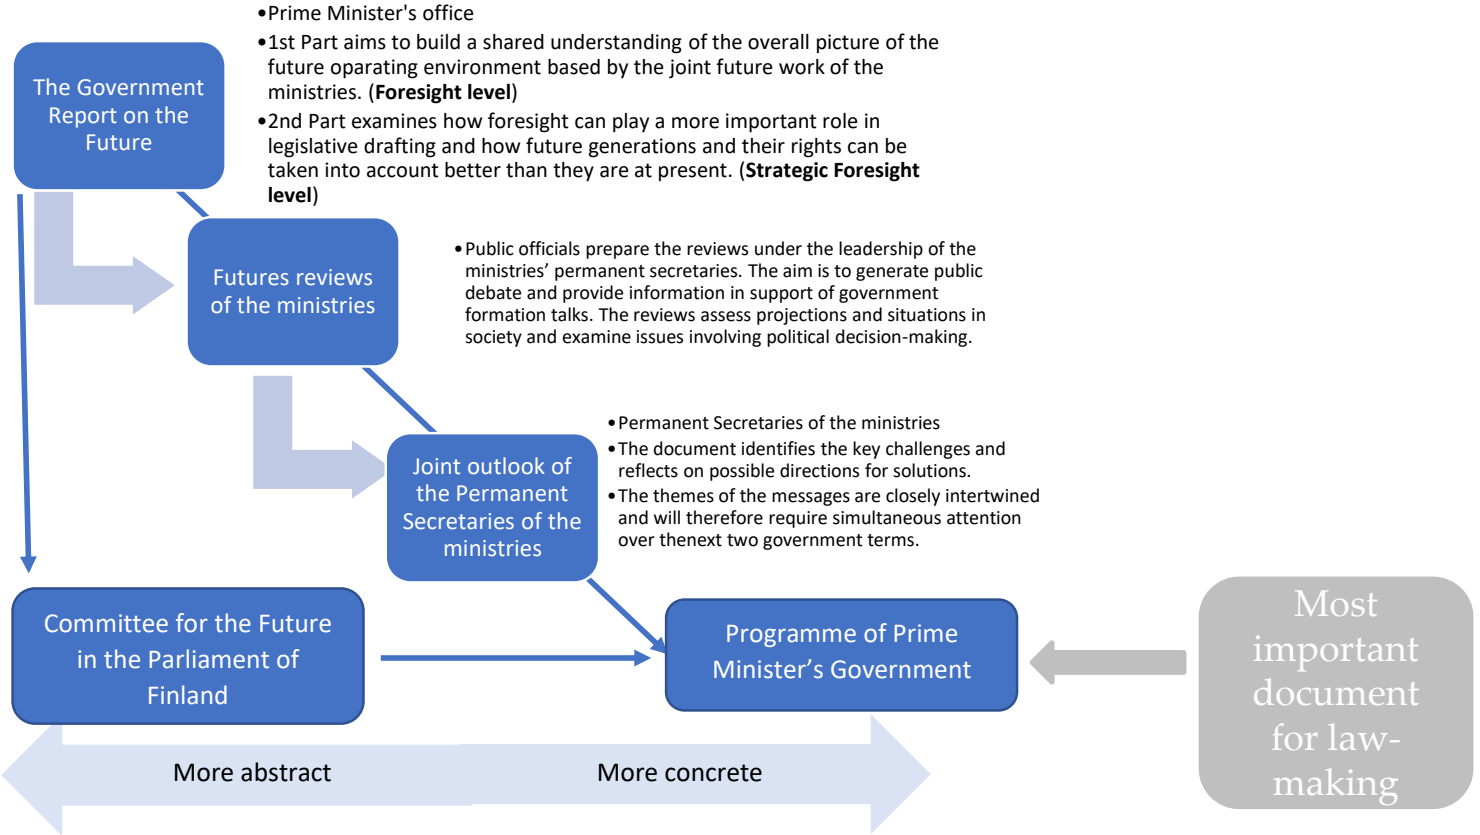 •Prime Minister's office
•1st Part aims to build a shared understanding of the overall picture of the
future oparating environment based by the joint future work of the
ministries. (Foresight level)
•2nd Part examines how foresight can play a more important role in
legislative drafting and how future generations and their rights can be
taken into account better than they are at present. (Strategic Foresight
level)
The Government
Report on the
Future
Futures reviews
of the ministries
•Public officials prepare the reviews under the leadership of the
ministries’ permanent secretaries. The aim is to generate public
debate and provide information in support of government
formation talks. The reviews assess projections and situations in
society and examine issues involving political decision-making.
Joint outlook of
the Permanent
Secretaries of the
ministries
•Permanent Secretaries of the ministries
•The document identifies the key challenges and
reflects on possible directions for solutions.
•The themes of the messages are closely intertwined
and will therefore require simultaneous attention
over thenext two government terms.
Committee for the Future
in the Parliament of
Finland
Programme of Prime
Minister’s Government
Most
important
document
for law-
making
More abstract
More concrete